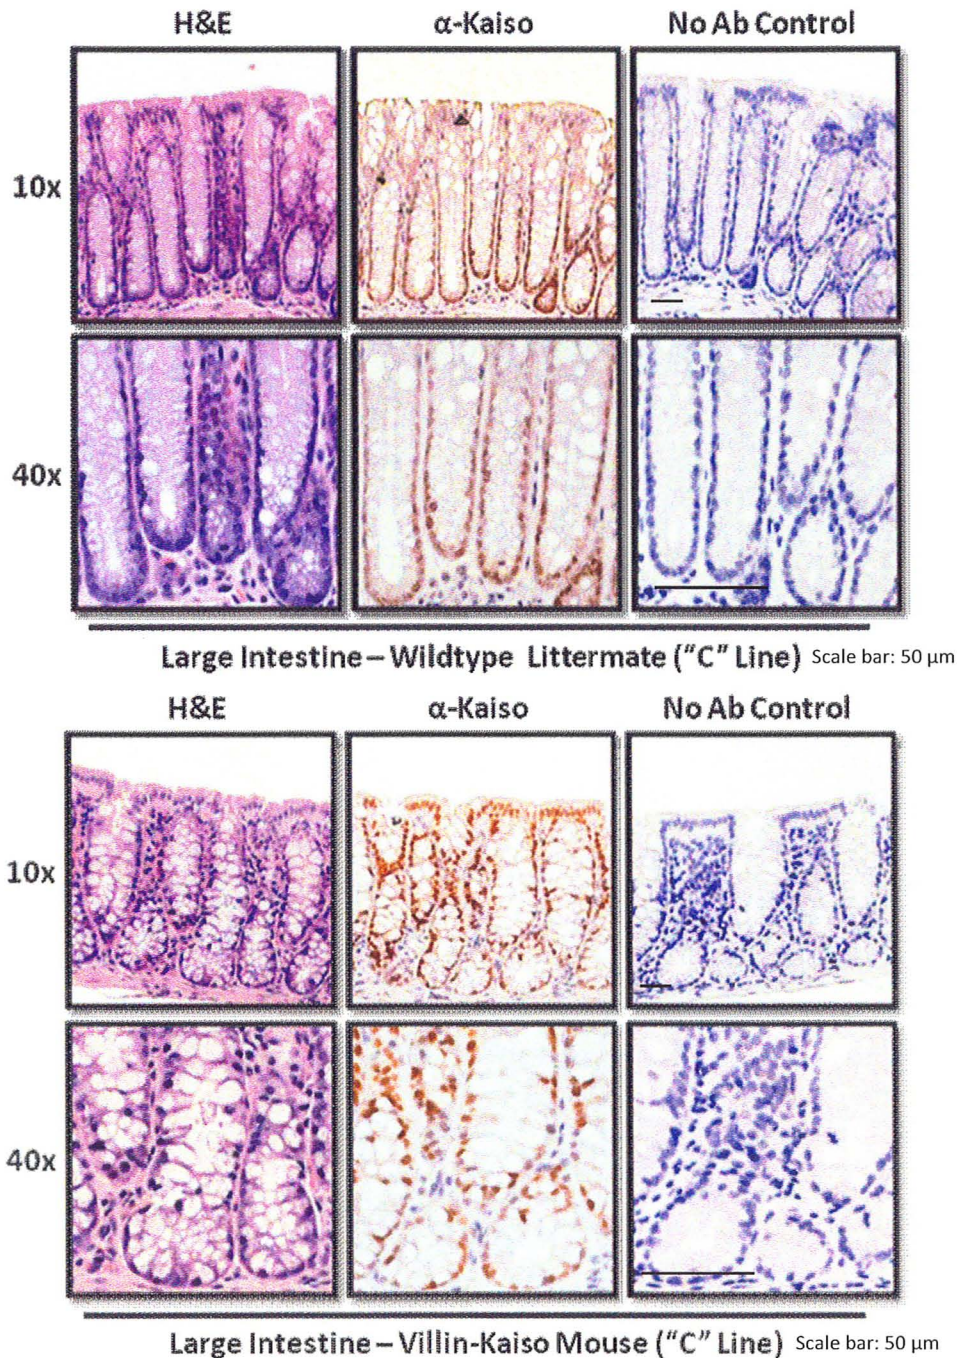 H&E α-Kaiso No Ab Control
10x
40x
Large Intestine – Wildtype Littermate ("C" Line) Scale bar: 50 µm
H&E α-Kaiso No Ab Control
10x
40x
Large Intestine – Villin-Kaiso Mouse ("C" Line) Scale bar: 50 µm